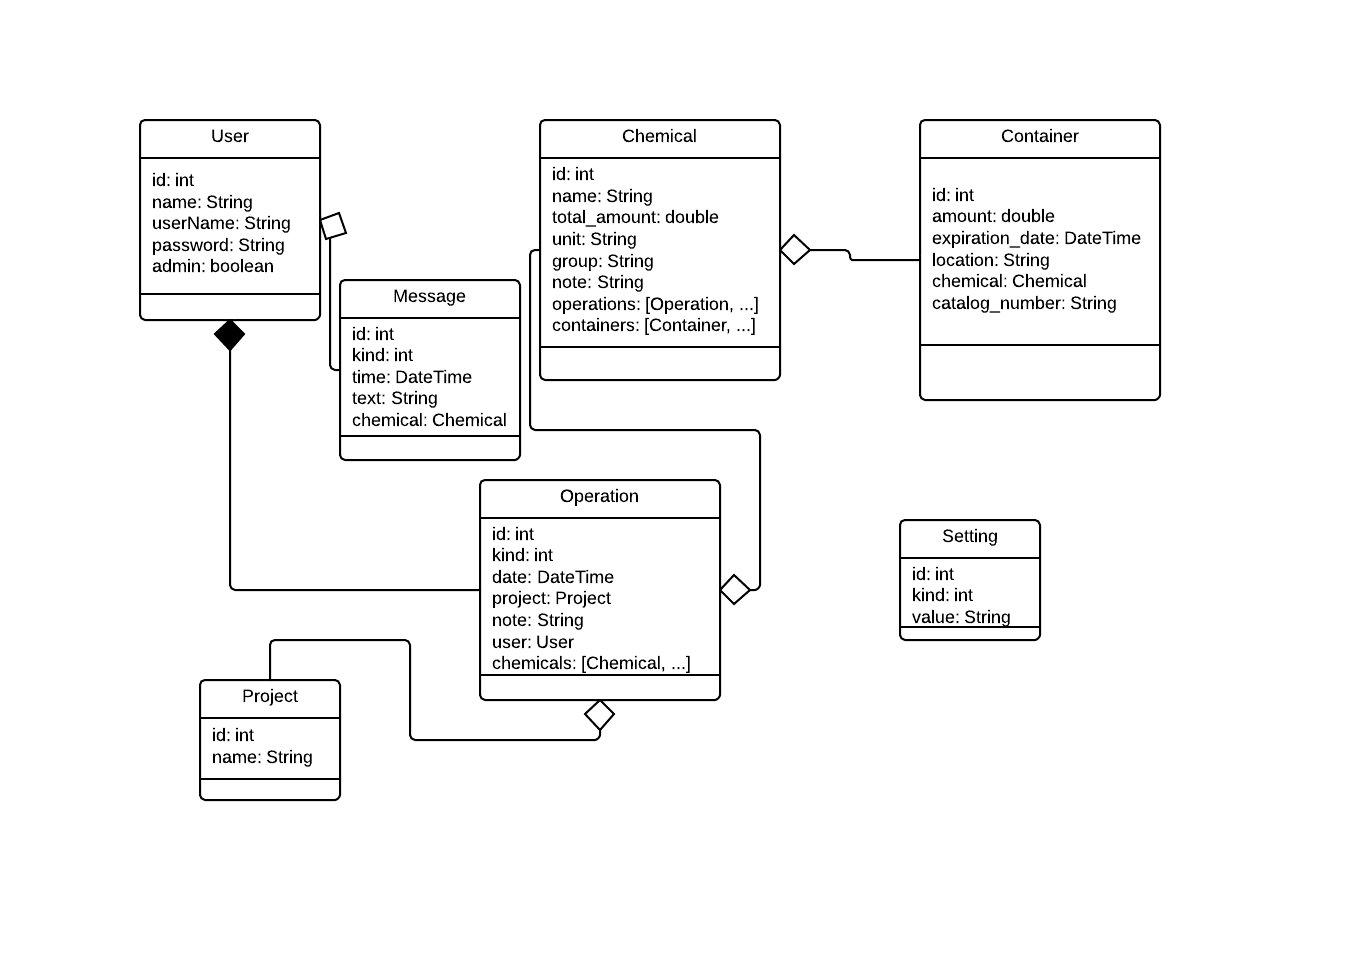 User
id: int
name: String
userName: String
password: String
admin: boolean
Message
id: int
kind: int
time: DateTime
text: String
chemical: Chemical
Chemical
id: int
name: String
total_amount: double
unit: String
group: String
note: String
operations: [Operation, ...]
containers: [Container, ...]
Container
id: int
amount: double
expiration_date: DateTime
location: String
chemical: Chemical
catalog_number: String
Operation
id: int
kind: int
date: DateTime
project: Project
note: String
user: User
chemicals: [Chemical, ...]
Setting
id: int
kind: int
value: String
Project
id: int
name: String